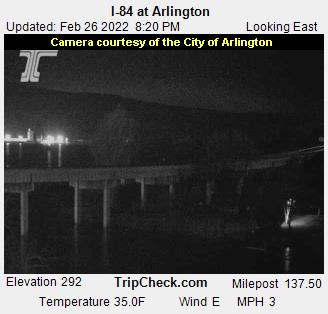 I-84 at Arlington
Updated: Feb 26 2022 8:20 PM Looking East
Camera courtesy of the City of Arlington
Elevation 292 TripCheck.com Milepost 137.50
Temperature 35.0F Wind E MPH 3